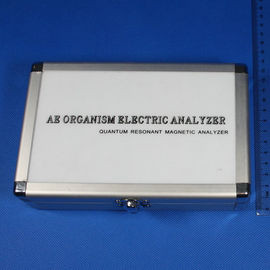 AE ORGANISM ELECTRIC ANALYZER
QUANTUM RESONANT MAGNETIC ANALYZER